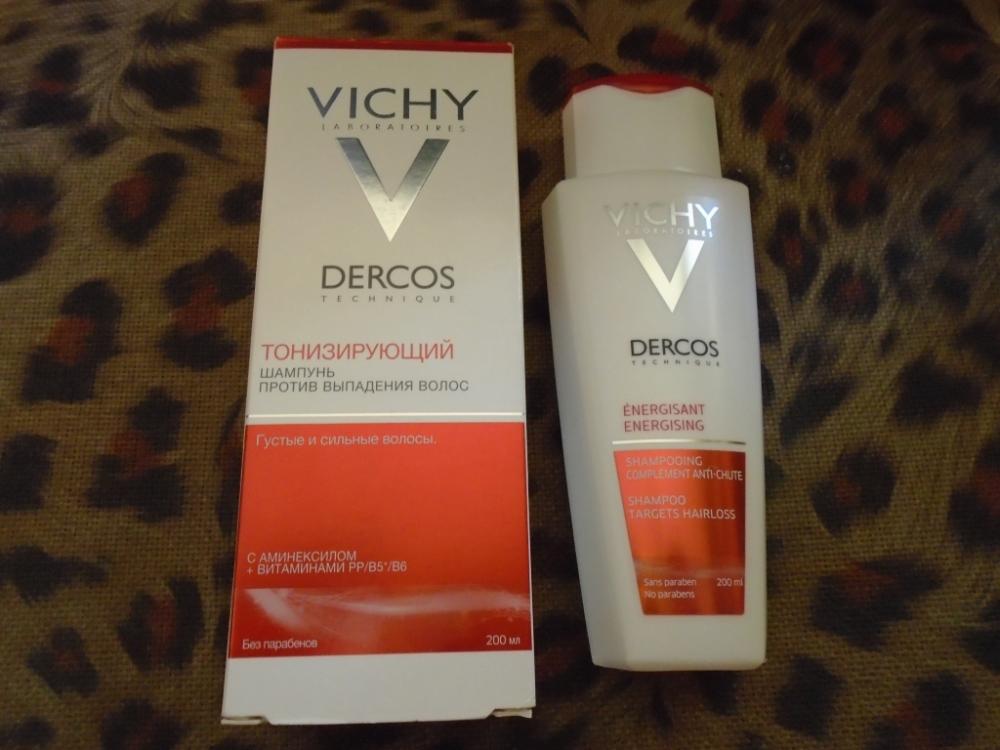 VICHY
LABORATOIRES
DERCOS
TECHNIQUE
ТОНИЗИРУЮЩИЙ
ШАМПУНЬ
ПРОТИВ ВЫПАДЕНИЯ ВОЛОС
Густые и сильные волосы.
С АМИНЕКСИЛОМ
+ ВИТАМИНАМИ PP/B5*/B6
Без парабенов 200 мл
VICHY
LABORATOIRES
DERCOS
TECHNIQUE
ÉNERGISANT
ENERGISING
SHAMPOOING
COMPLÉMENT ANTI-CHUTE
SHAMPOO
TARGETS HAIRLOSS
Sans paraben 200 ml
No parabens